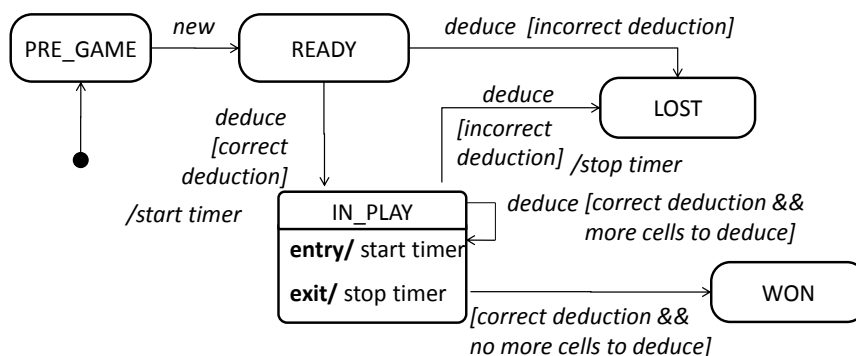 new
deduce [incorrect deduction]
PRE_GAME
READY
deduce
LOST
deduce
[correct
deduction]
[incorrect
deduction]
/stop timer
/start timer
IN_PLAY
deduce [correct deduction &&
more cells to deduce]
entry/ start timer
exit/ stop timer
WON
[correct deduction &&
no more cells to deduce]